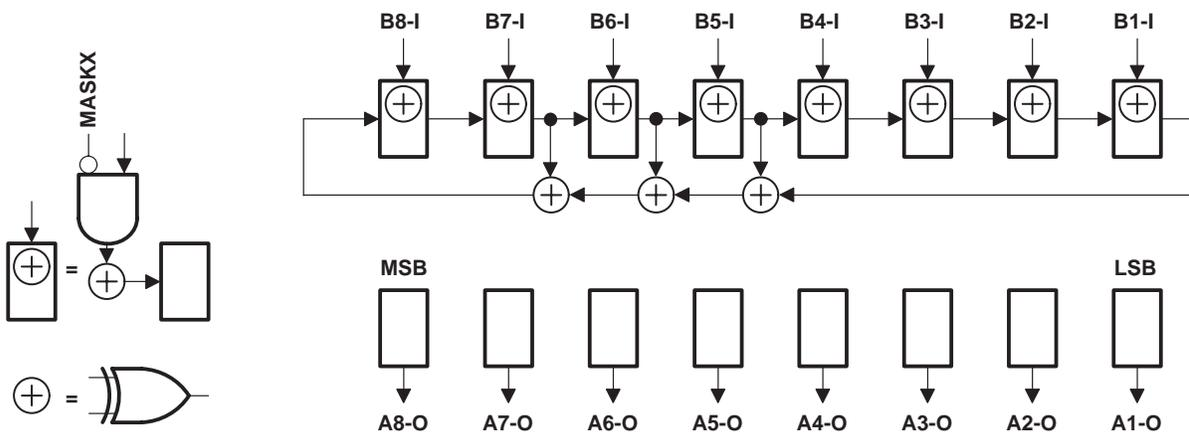 B8-I B7-I B6-I B5-I B4-I B3-I B2-I B1-I
MASKX
=
MSB LSB
=
A8-O A7-O A6-O A5-O A4-O A3-O A2-O A1-O